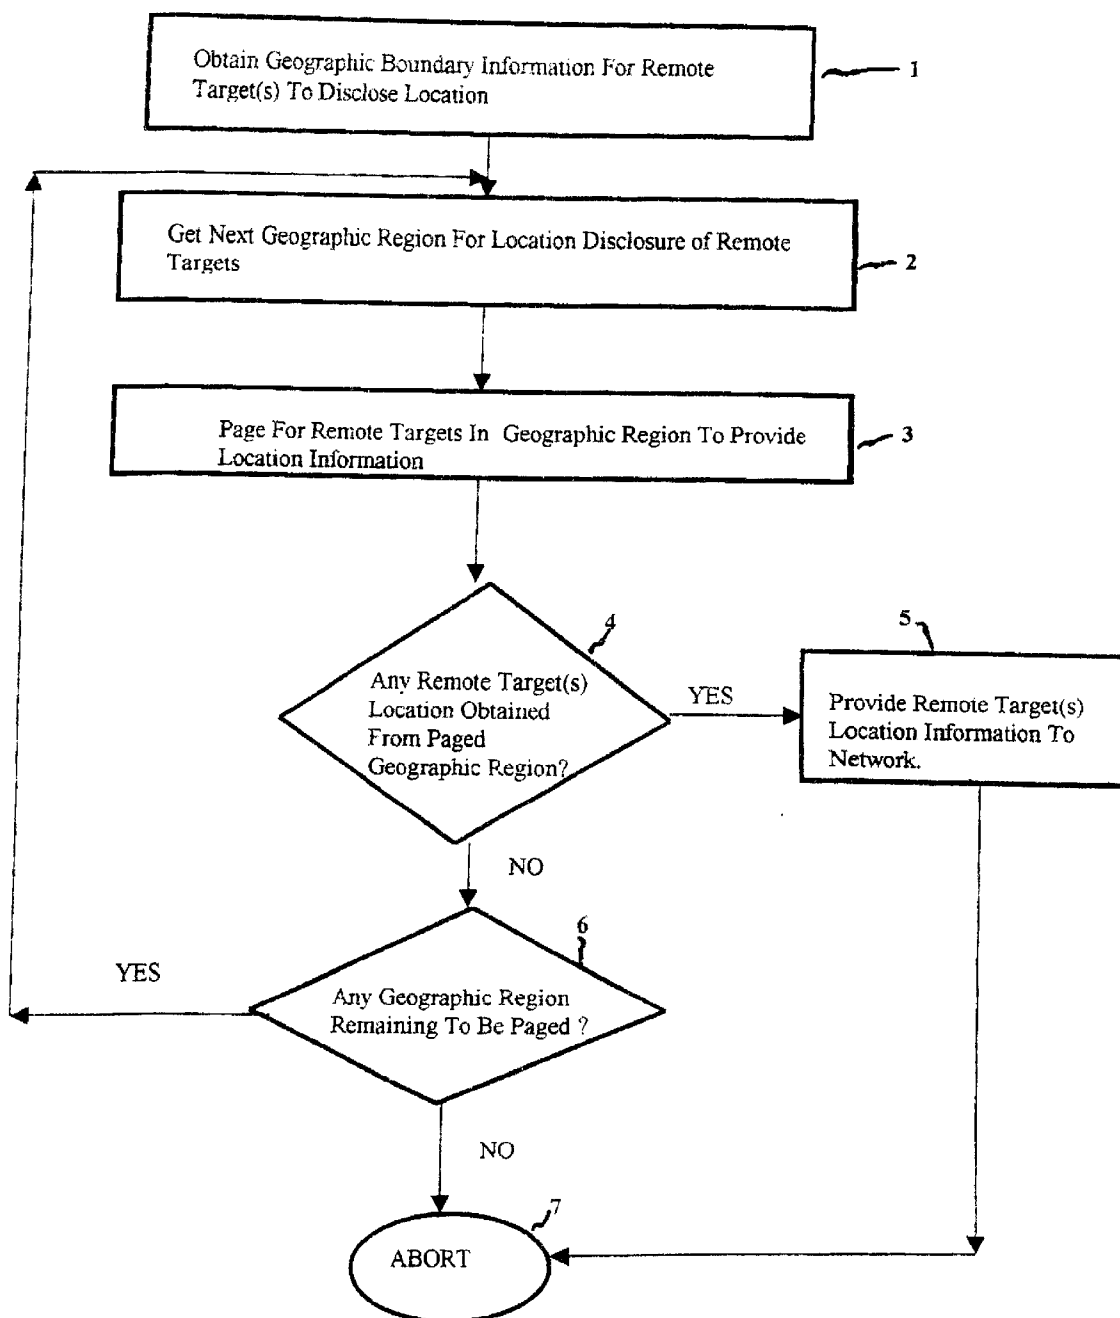 Obtain Geographic Boundary Information For Remote
Target(s) To Disclose Location
1
Get Next Geographic Region For Location Disclosure of Remote
Targets
2
Page For Remote Targets In Geographic Region To Provide
Location Information
3
4
Any Remote Target(s)
Location Obtained
From Paged
Geographic Region?
YES
5
Provide Remote Target(s)
Location Information To
Network.
NO
6
Any Geographic Region
Remaining To Be Paged ?
YES
NO
7
ABORT